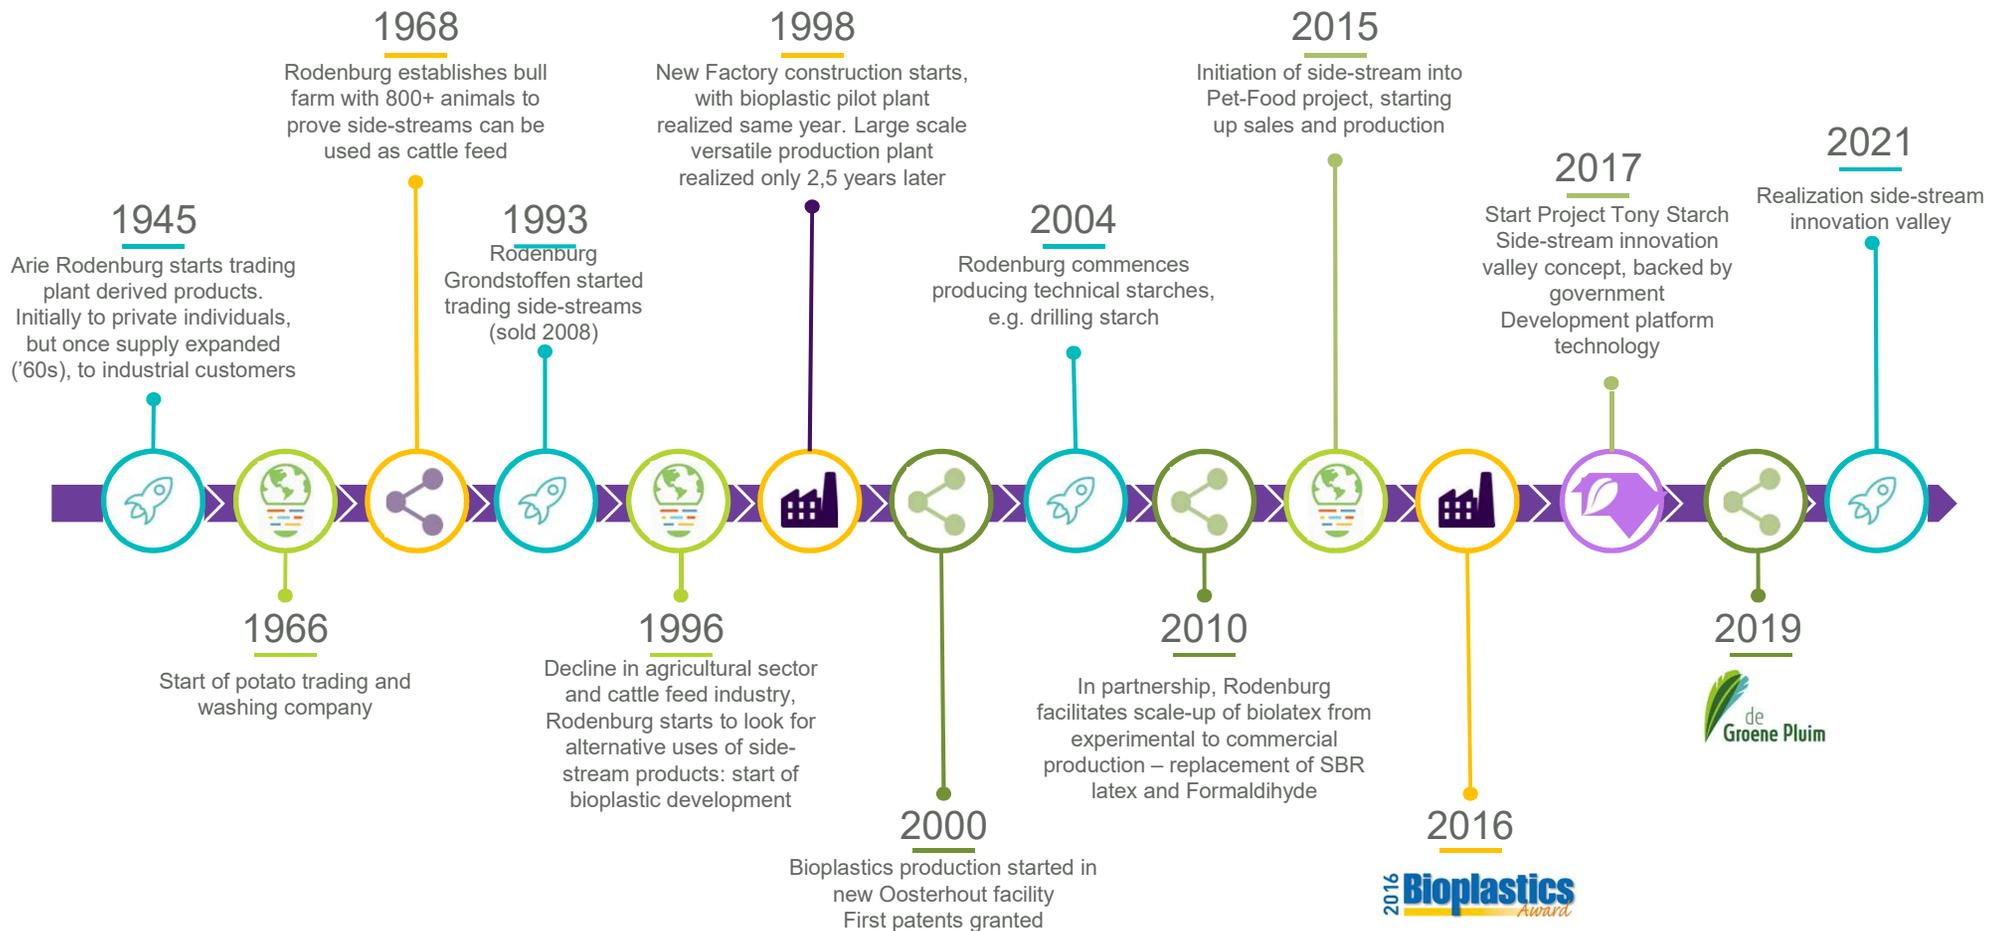 1945
Arie Rodenburg starts trading
plant derived products.
Initially to private individuals,
but once supply expanded
('60s), to industrial customers
1966
Start of potato trading and
washing company
1968
Rodenburg establishes bull
farm with 800+ animals to
prove side-streams can be
used as cattle feed
1993
Rodenburg
Grondstoffen started
trading side-streams
(sold 2008)
1996
Decline in agricultural sector
and cattle feed industry,
Rodenburg starts to look for
alternative uses of side-
stream products: start of
bioplastic development
1998
New Factory construction starts,
with bioplastic pilot plant
realized same year. Large scale
versatile production plant
realized only 2,5 years later
2000
Bioplastics production started in
new Oosterhout facility
First patents granted
2004
Rodenburg commences
producing technical starches,
e.g. drilling starch
2010
In partnership, Rodenburg
facilitates scale-up of biolatex from
experimental to commercial
production – replacement of SBR
latex and Formaldihyde
2015
Initiation of side-stream into
Pet-Food project, starting
up sales and production
2016
2016 Bioplastics
Award
2017
Start Project Tony Starch
Side-stream innovation
valley concept, backed by
government
Development platform
technology
2019
de
Groene Pluim
2021
Realization side-stream
innovation valley